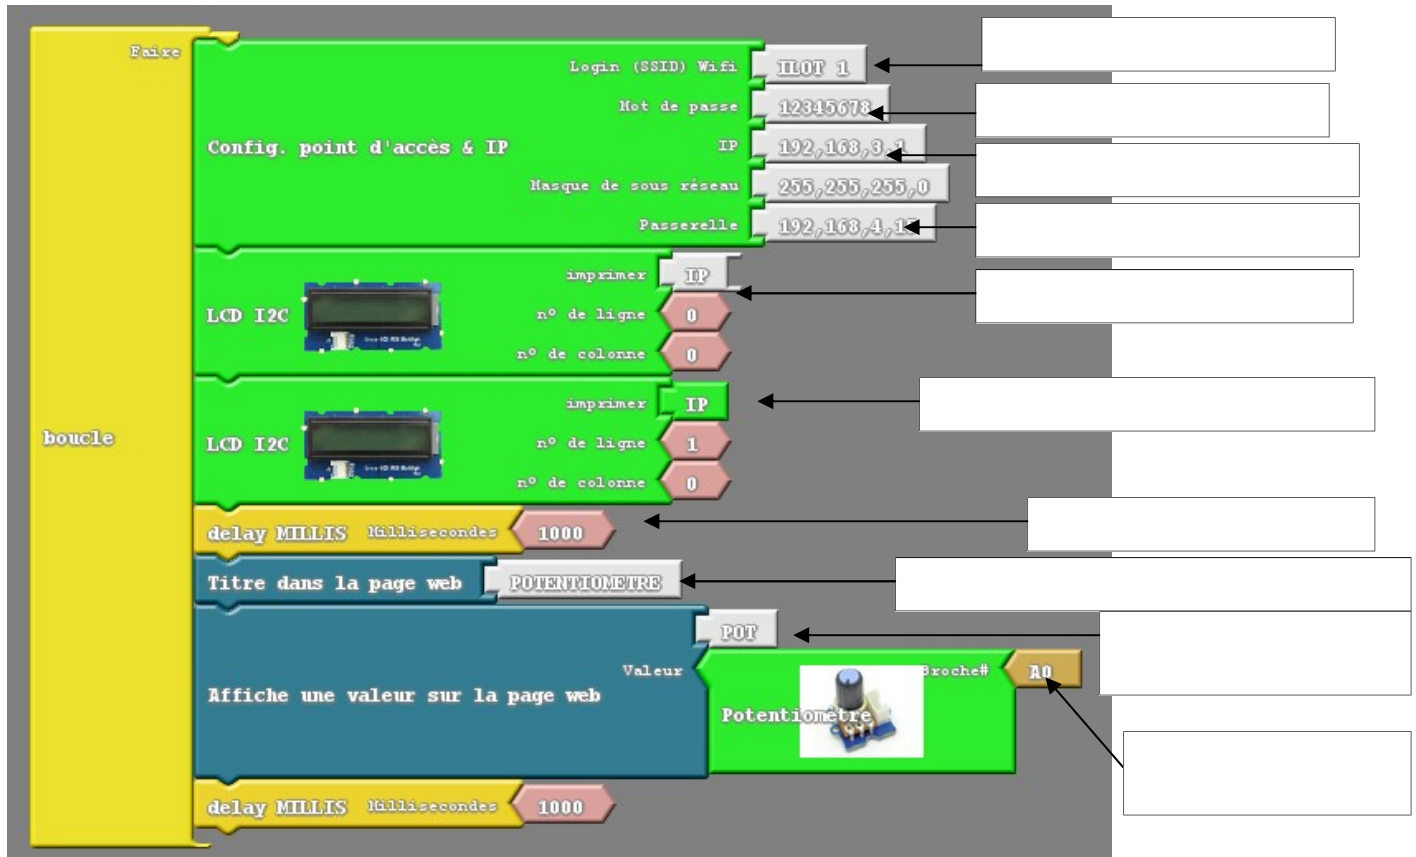 Faire
Login (SSID) Wifi ILOT 1
Mot de passe 12345678
Config. point d'accès & IP
IP 192,168,3,1
Masque de sous réseau 255,255,255,0
Passerelle 192,168,4,15
imprimer IP
LCD I2C
n° de ligne 0
n° de colonne 0
imprimer IP
boucle
LCD I2C
n° de ligne 1
n° de colonne 0
delay MILLIS Millisecondes 1000
Titre dans la page web POTENTIOMETRE
POT
Valeur
Broche# A0
Affiche une valeur sur la page web
Potentiomètre
delay MILLIS Millisecondes 1000